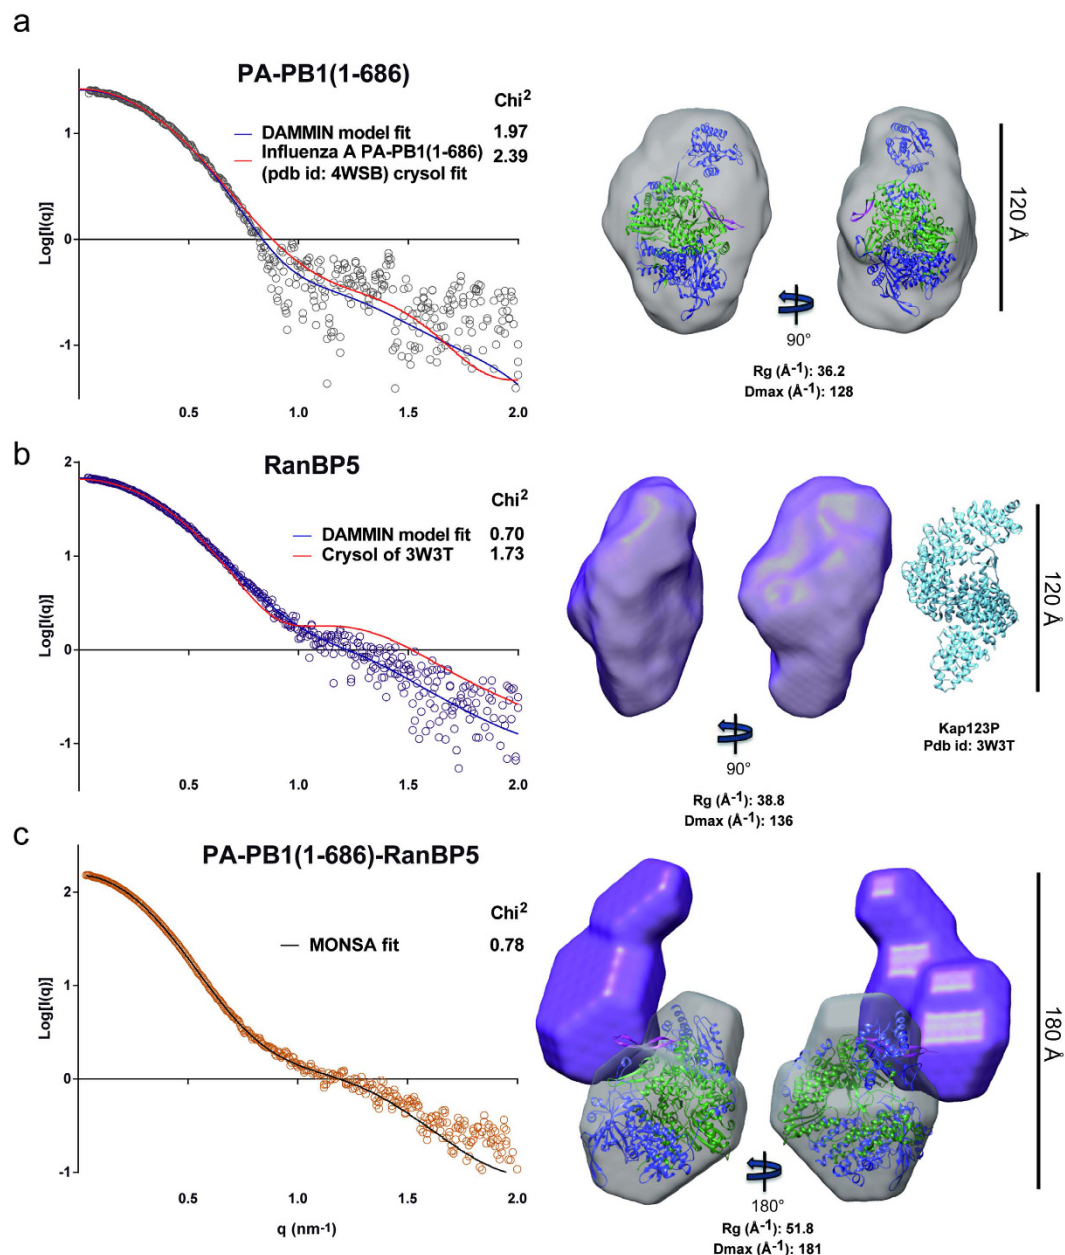 a
PA-PB1(1-686)
Chi2
DAMMIN model fit 1.97
Influenza A PA-PB1(1-686) 2.39
(pdb id: 4WSB) crysol fit
Log[I(q)]
1
0
-1
0.5 1.0 1.5 2.0
120 Å
90°
Rg (Å-1): 36.2
Dmax (Å-1): 128
b
RanBP5
Chi2
DAMMIN model fit 0.70
Crysol of 3W3T 1.73
Log[I(q)]
2
1
0
-1
0.5 1.0 1.5 2.0
120 Å
Kap123P
Pdb id: 3W3T
90°
Rg (Å-1): 38.8
Dmax (Å-1): 136
c
PA-PB1(1-686)-RanBP5
Chi2
MONSA fit 0.78
Log[I(q)]
2
1
0
-1
0.5 1.0 1.5 2.0
q (nm-1)
180 Å
180°
Rg (Å-1): 51.8
Dmax (Å-1): 181